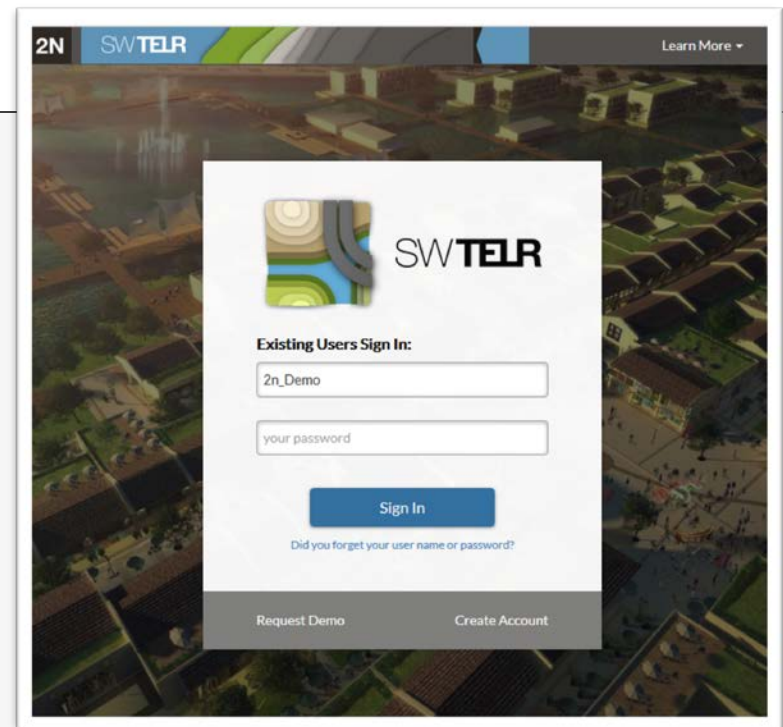 2N SWTELR Learn More
SWTELR
Existing Users Sign In:
2n_Demo
your password
Sign In
Did you forget your user name or password?
Request Demo Create Account